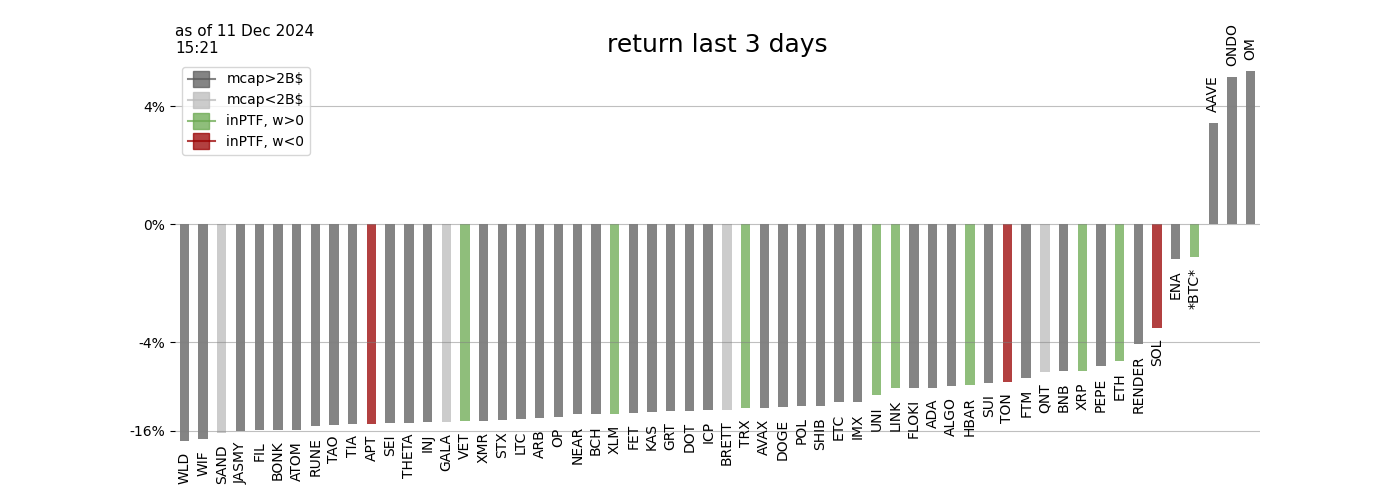 as of 11 Dec 2024
15:21
return last 3 days
mcap>2B$
mcap<2B$
inPTF, w>0
inPTF, w<0
4%
0%
-4%
-16%
WLD
WIF
SAND
JASMY
FIL
BONK
ATOM
RUNE
TAO
TIA
APT
SEI
THETA
INJ
GALA
VET
XMR
STX
LTC
ARB
OP
NEAR
BCH
XLM
FET
KAS
GRT
DOT
ICP
BRETT
TRX
AVAX
DOGE
POL
SHIB
ETC
IMX
UNI
LINK
FLOKI
ADA
ALGO
HBAR
SUI
TON
FTM
QNT
BNB
XRP
PEPE
ETH
RENDER
SOL
ENA
*BTC*
AAVE
ONDO
OM